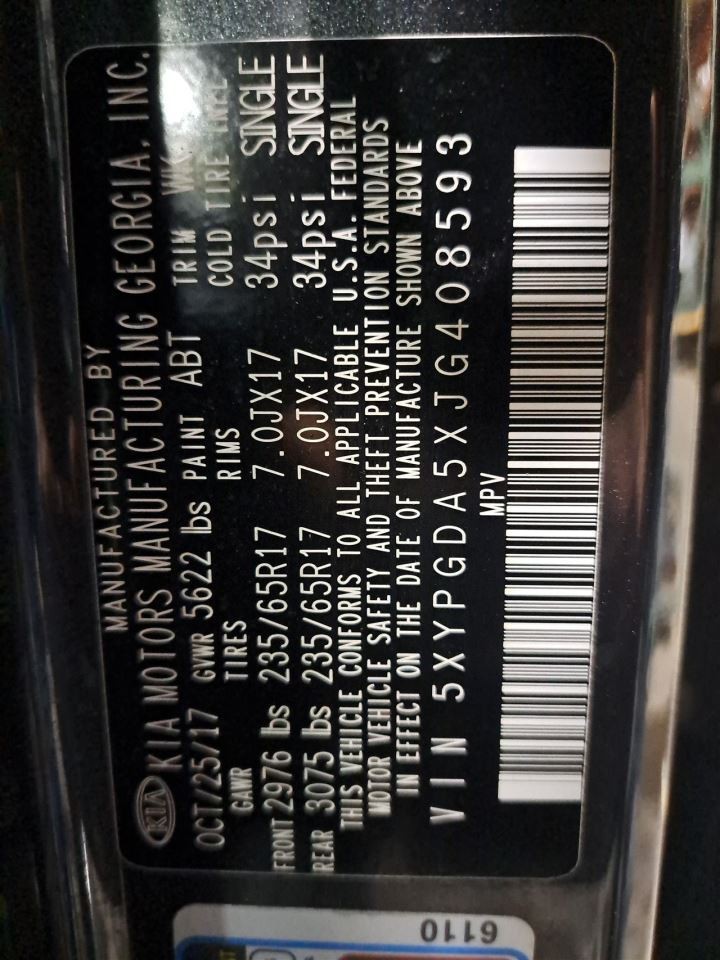 MANUFACTURED BY
KIA KIA MOTORS MANUFACTURING GEORGIA, INC.
OCT/25/17 GVWR 5622 lbs PAINT ABT TRIM WK
GAWR TIRES RIMS COLD TIRE INFL
FRONT 2976 lbs 235/65R17 7.0JX17 34psi SINGLE
REAR 3075 lbs 235/65R17 7.0JX17 34psi SINGLE
THIS VEHICLE CONFORMS TO ALL APPLICABLE U.S.A. FEDERAL
MOTOR VEHICLE SAFETY AND THEFT PREVENTION STANDARDS
IN EFFECT ON THE DATE OF MANUFACTURE SHOWN ABOVE
VIN 5XYPGDA5XJG408593
MPV
6110